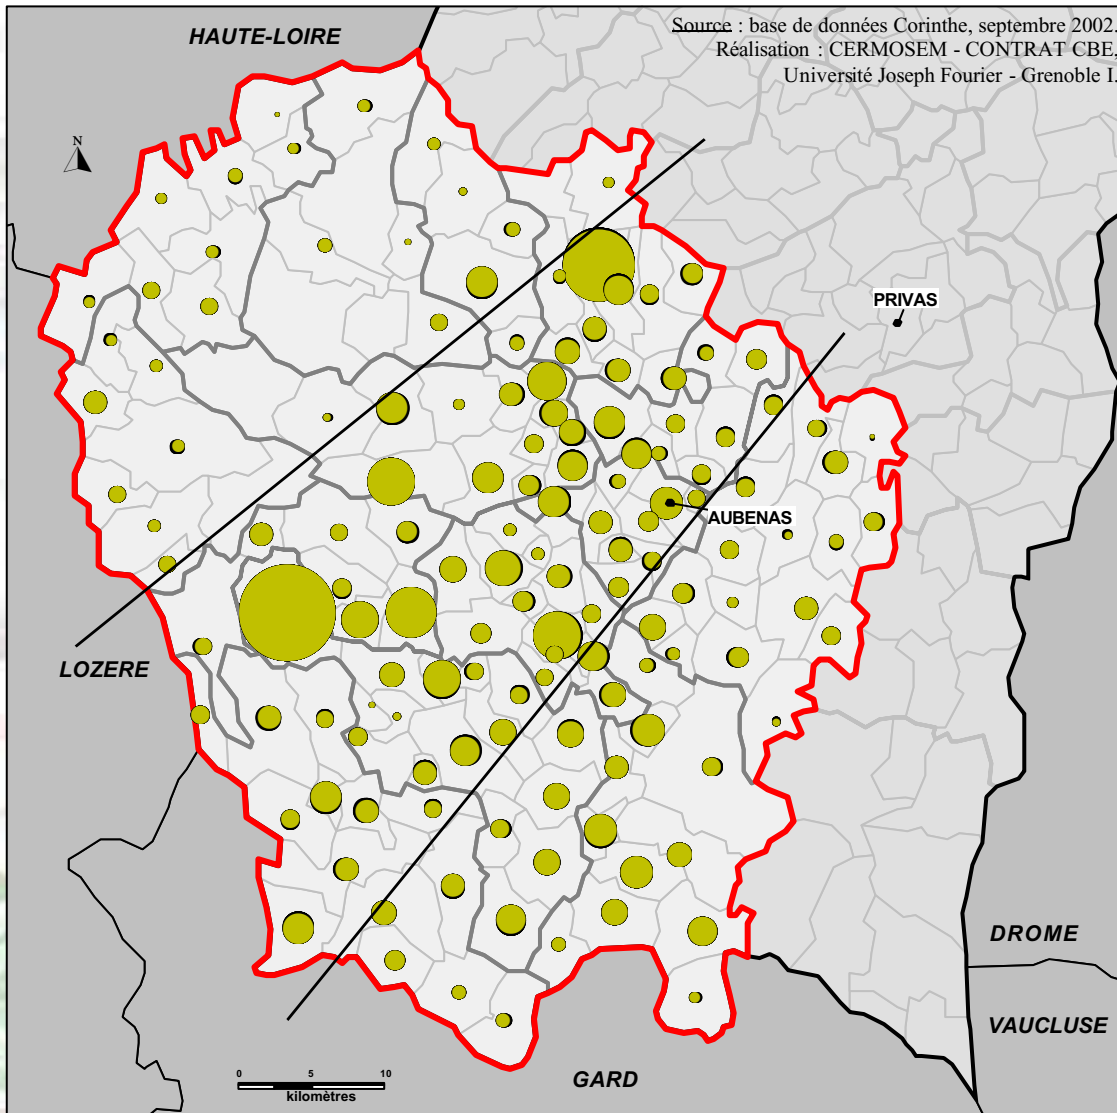 HAUTE-LOIRE
Source : base de données Corinthe, septembre 2002.
Réalisation : CERMOSEM - CONTRAT CBE,
Université Joseph Fourier - Grenoble I.
N
PRIVAS
AUBENAS
LOZERE
DROME
VAUCLUSE
GARD
0 5 10
kilomètres